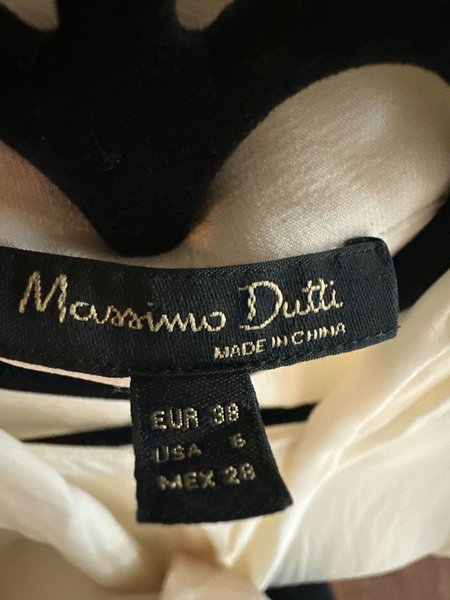 Massimo Dutti
MADE IN CHINA
EUR 38
USA 6
MEX 28